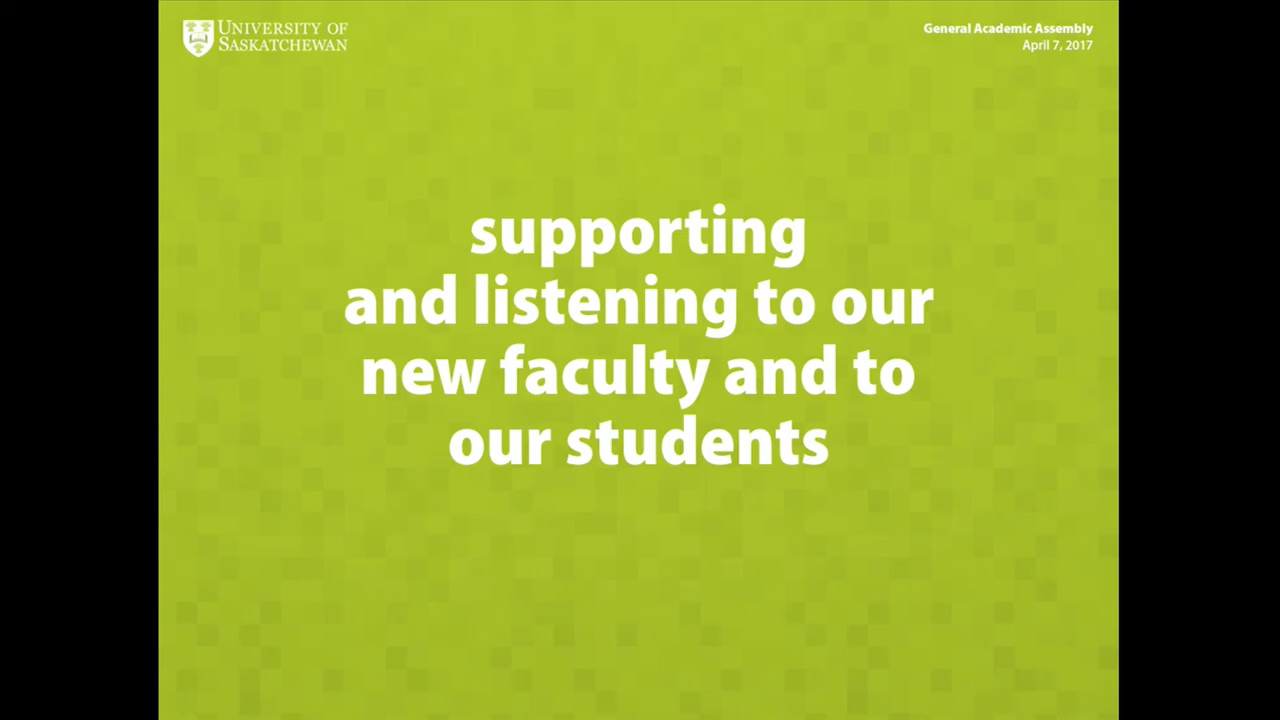 UNIVERSITY OF
SASKATCHEWAN
General Academic Assembly
April 7, 2017
supporting
and listening to our
new faculty and to
our students